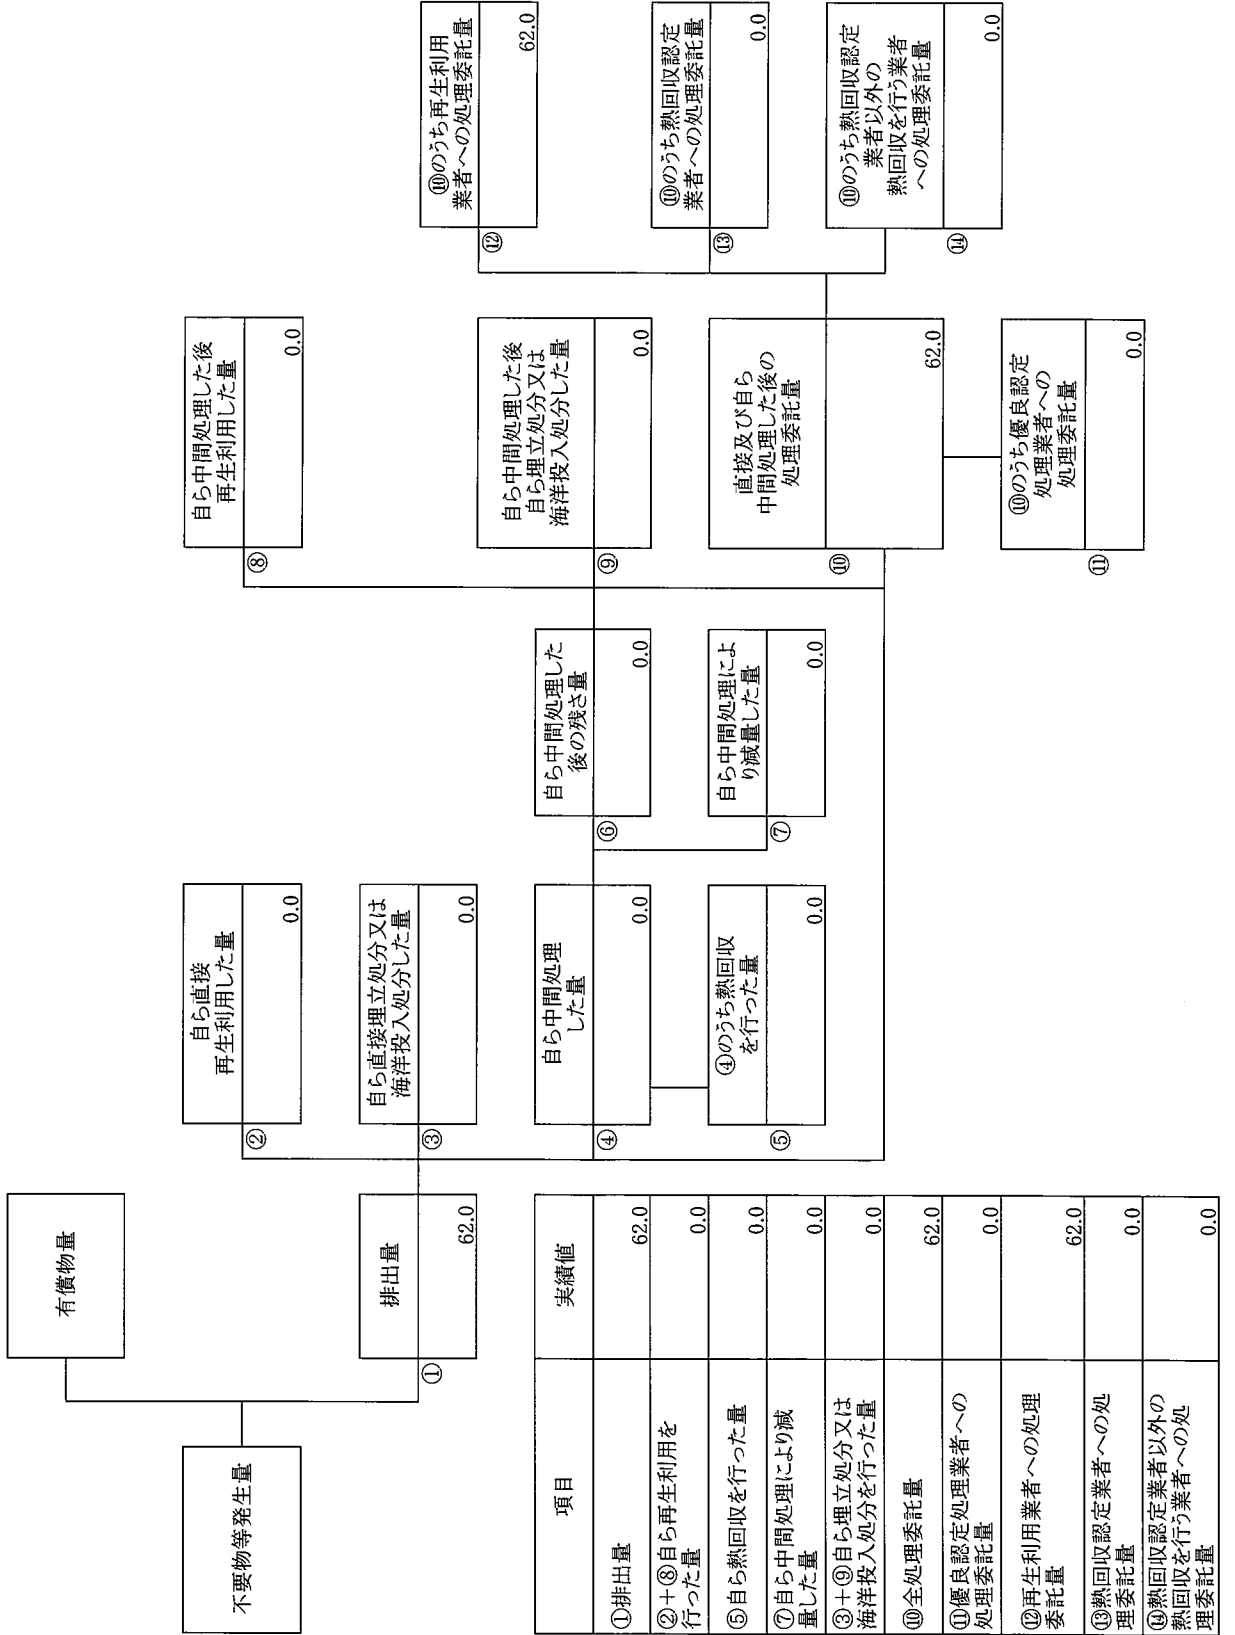 不要物等発生量
有償物量
排出量
①
62.0
自ら直接
再生利用した量
②
0.0
自ら直接埋立処分又は
海洋投入処分した量
③
0.0
自ら中間処理
した量
④
0.0
④のうち熱回収
を行った量
⑤
0.0
自ら中間処理した
後の残さ量
⑥
0.0
自ら中間処理によ
り減量した量
⑦
0.0
自ら中間処理した後
再生利用した量
⑧
0.0
自ら中間処理した後
自ら埋立処分又は
海洋投入処分した量
⑨
0.0
直接及び自ら
中間処理した後の
処理委託量
⑩
62.0
⑩のうち優良認定
処理業者への
処理委託量
⑪
0.0
⑩のうち再生利用
業者への処理委託量
⑫
62.0
⑩のうち熱回収認定
業者への処理委託量
⑬
0.0
⑩のうち熱回収認定
業者以外の
熱回収を行う業者
への処理委託量
⑭
0.0
項目
実績値
①排出量
62.0
②+⑧自ら再生利用を
行った量
0.0
⑤自ら熱回収を行った量
0.0
⑦自ら中間処理により減
量した量
0.0
③+⑨自ら埋立処分又は
海洋投入処分を行った量
0.0
⑩全処理委託量
62.0
⑪優良認定処理業者への
処理委託量
0.0
⑫再生利用業者への処理
委託量
62.0
⑬熱回収認定業者への処
理委託量
0.0
⑭熱回収認定業者以外の
熱回収を行う業者への処
理委託量
0.0